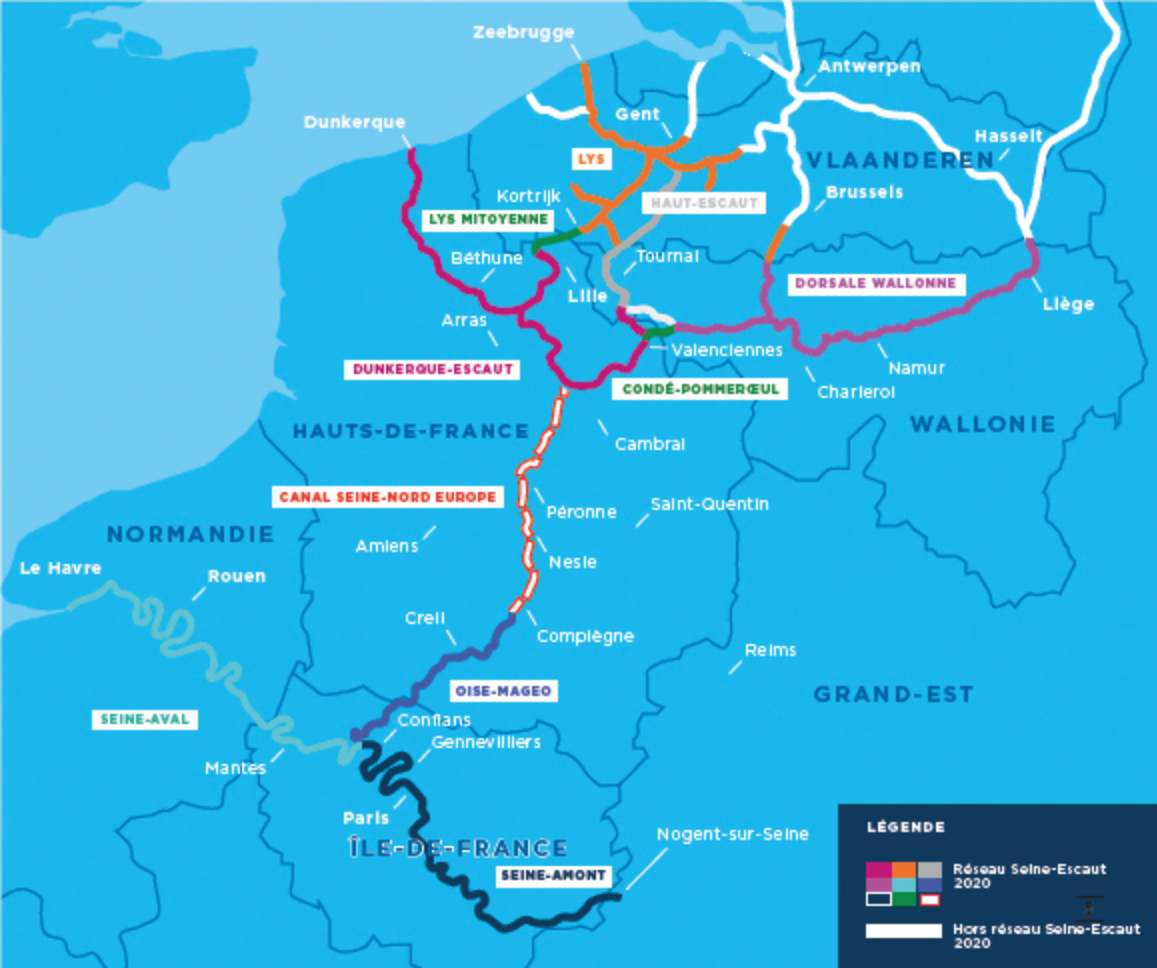 Zeebrugge
Antwerpen
Gent
Dunkerque
Hasselt
LYS
VLAANDEREN
Kortrijk
Brussels
HAUT-ESCAUT
LYS MITOYENNE
Béthune
Tournai
DORSALE WALLONNE
Lille
Liège
Arras
Valenciennes
DUNKERQUE-ESCAUT
Namur
CONDÉ-POMMERŒUL
Charleroi
HAUTS-DE-FRANCE
WALLONIE
Cambrai
CANAL SEINE-NORD EUROPE
Péronne
Saint-Quentin
NORMANDIE
Amiens
Nesle
Le Havre
Rouen
Creil
Compiègne
Reims
OISE-MAGEO
GRAND-EST
SEINE-AVAL
Conflans
Gennevilliers
Mantes
Paris
Nogent-sur-Seine
ÎLE-DE-FRANCE
SEINE-AMONT
LÉGENDE
Réseau Seine-Escaut
2020
Hors réseau Seine-Escaut
2020